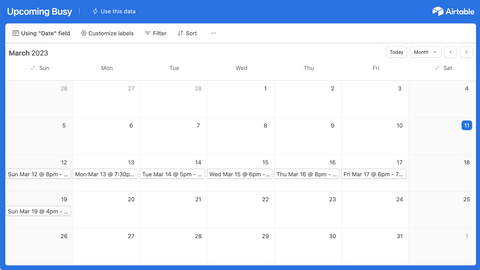 Upcoming Busy
Use this data
Airtable
Using "Date" field
Customize labels
Filter
Sort
...
March 2023
Today
Month
Sun
Mon
Tue
Wed
Thu
Fri
Sat
26 27 28 1 2 3 4
5 6 7 8 9 10 11
12 13 14 15 16 17 18
Sun Mar 12 @ 8pm - ...
Mon Mar 13 @ 7:30p...
Tue Mar 14 @ 5pm - ...
Wed Mar 15 @ 6pm - ...
Thu Mar 16 @ 8pm - ...
Fri Mar 17 @ 6pm - 7...
19 20 21 22 23 24 25
Sun Mar 19 @ 4pm - ...
26 27 28 29 30 31 1